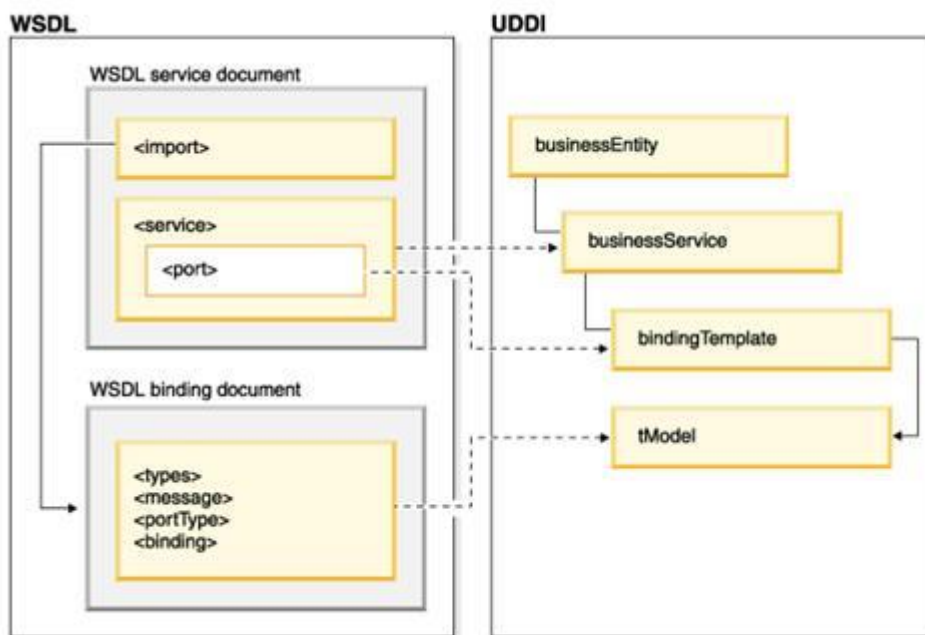 WSDL
WSDL service document
<import>
<service>
<port>
WSDL binding document
<types>
<message>
<portType>
<binding>
UDDI
businessEntity
businessService
bindingTemplate
tModel